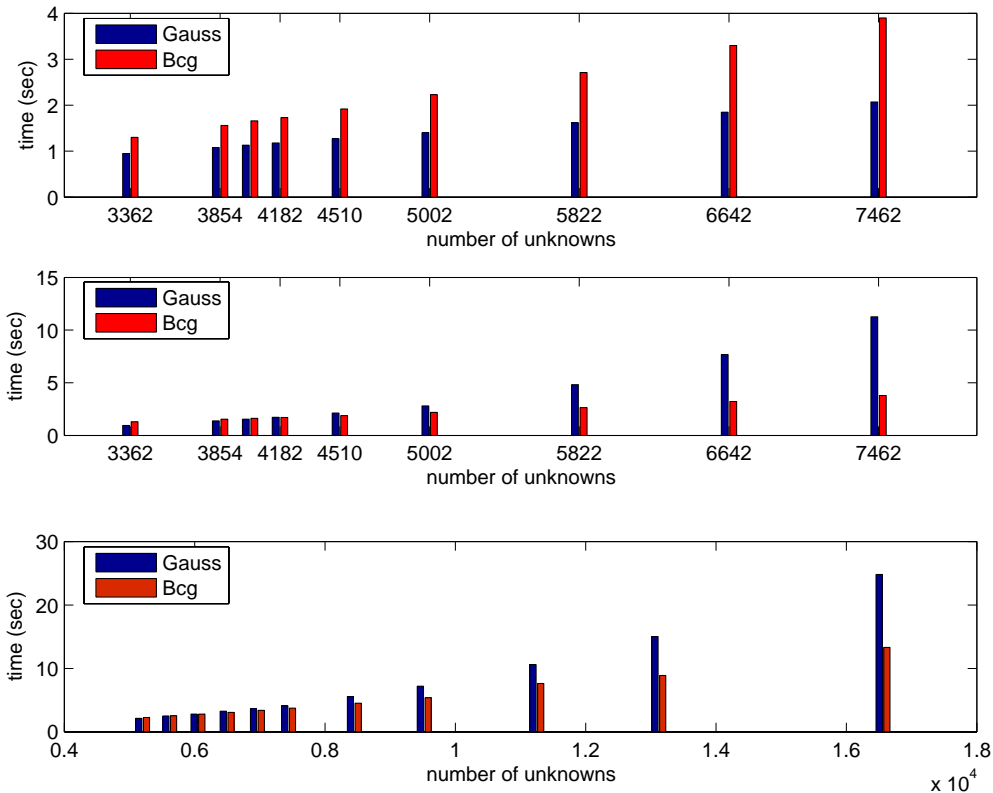 4
3
2
1
0
time (sec)
Gauss
Bcg
3362 3854 4182 4510 5002 5822 6642 7462
number of unknowns
15
10
5
0
time (sec)
Gauss
Bcg
3362 3854 4182 4510 5002 5822 6642 7462
number of unknowns
30
20
10
0
time (sec)
Gauss
Bcg
0.4 0.6 0.8 1 1.2 1.4 1.6 1.8
number of unknowns
x 10^4